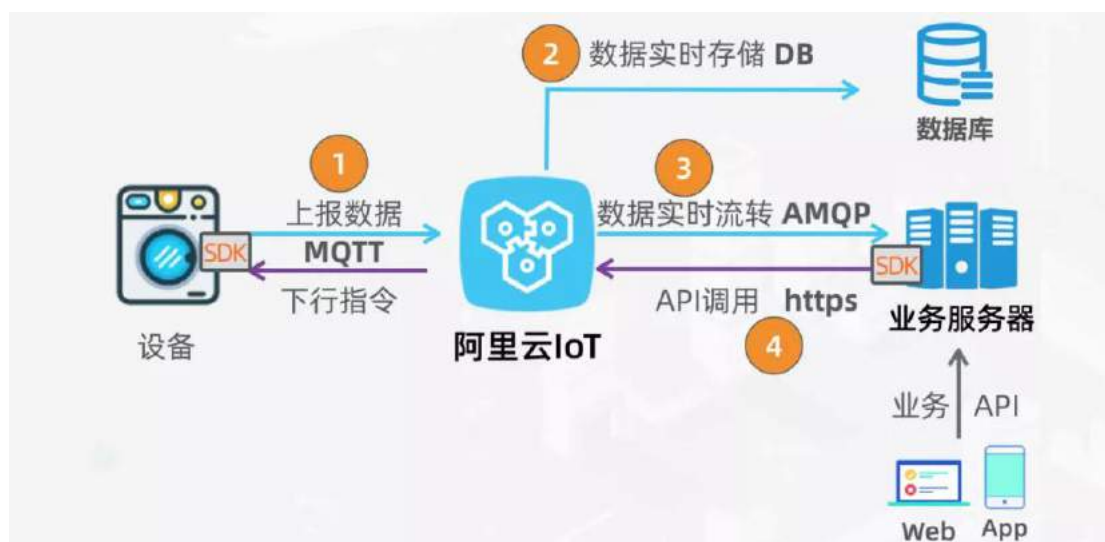 2 数据实时存储 DB
数据库
1
上报数据
SDK
MQTT
下行指令
设备
阿里云IoT
3
数据实时流转 AMQP
SDK
API调用 https
4
业务服务器
业务 API
Web App